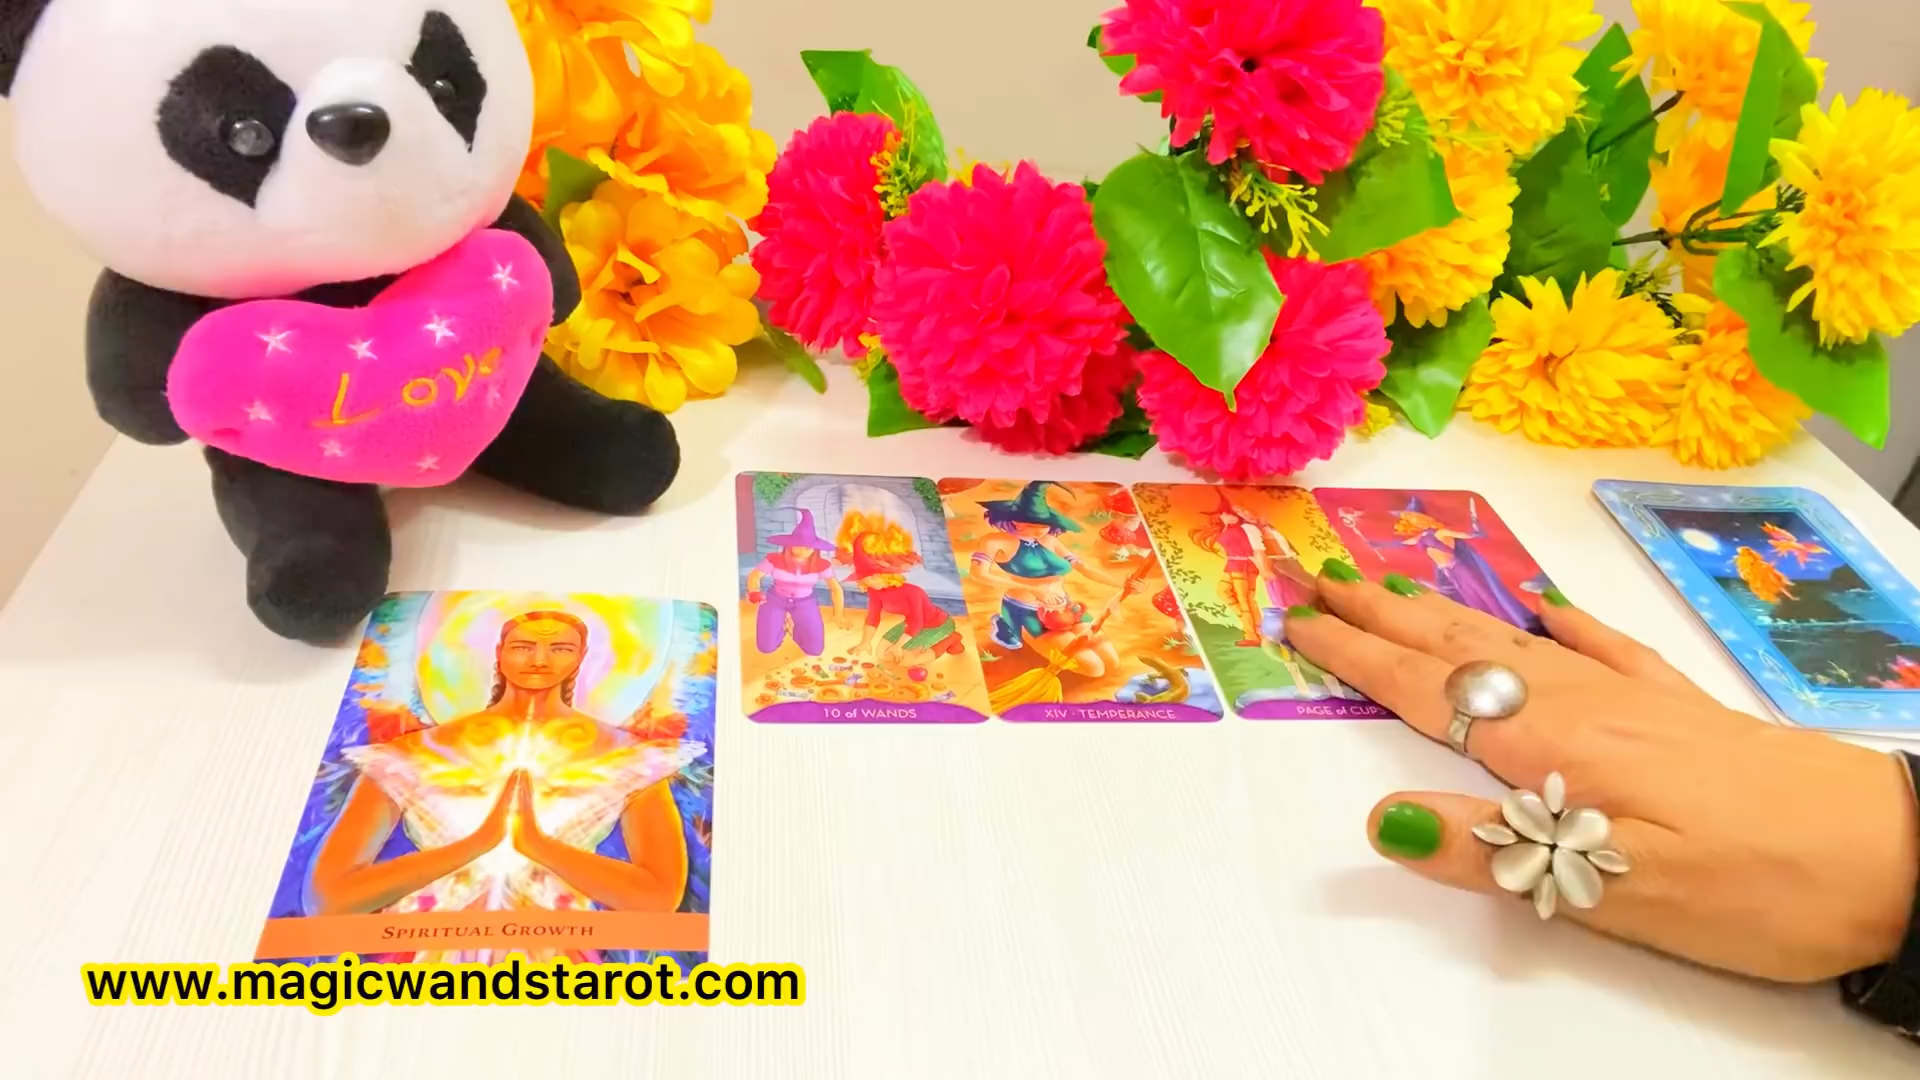 Love
10 of WANDS
XIV - TEMPERANCE
PAGE of CUPS
SPIRITUAL GROWTH
www.magicwandstarot.com